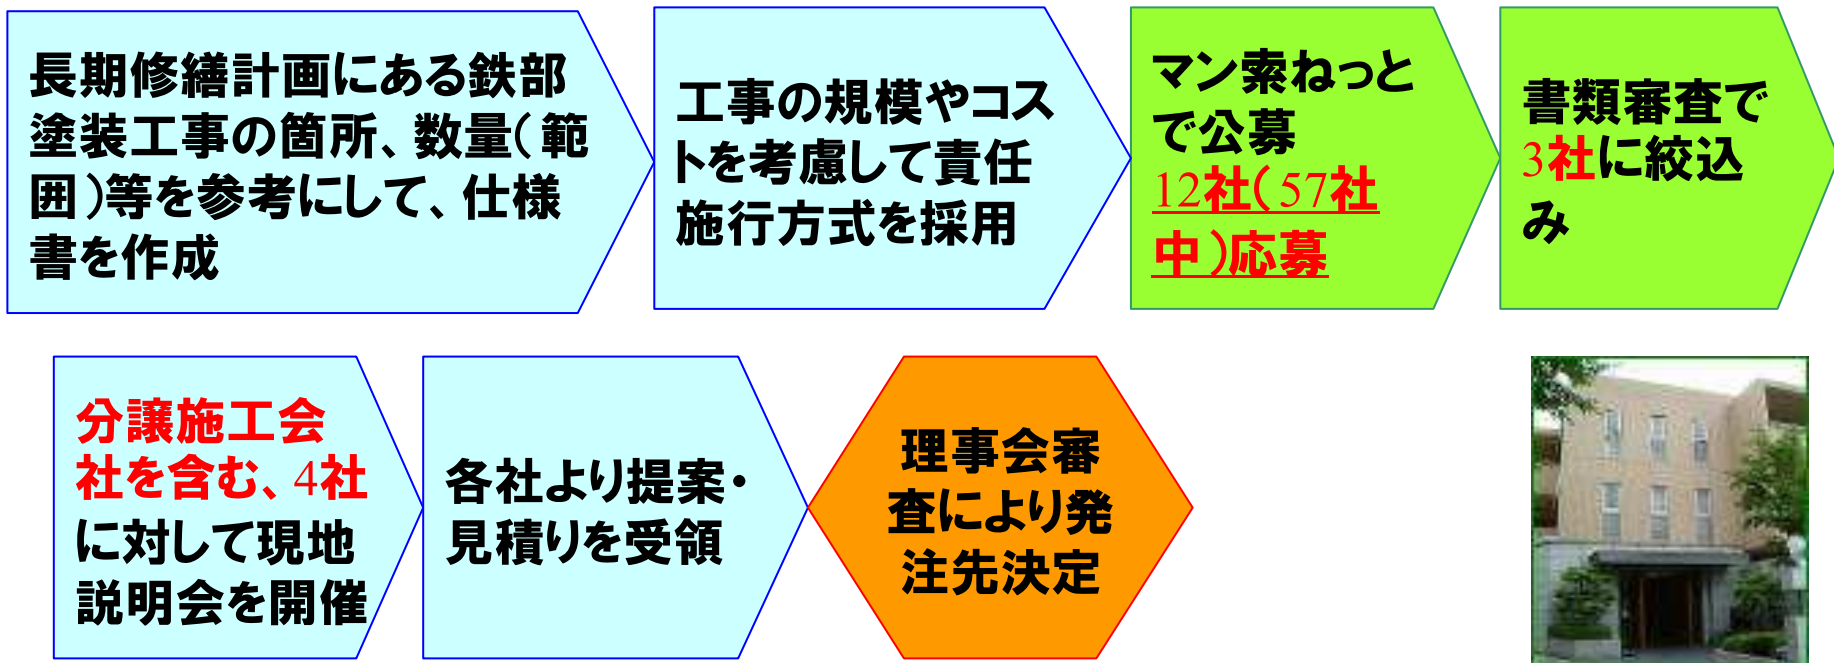 長期修繕計画にある鉄部
塗装工事の箇所、数量（範
囲）等を参考にして、仕様
書を作成
工事の規模やコス
トを考慮して責任
施行方式を採用
マン索ねっと
で公募
12社（57社
中）応募
書類審査で
3社に絞込
み
分譲施工会
社を含む、4社
に対して現地
説明会を開催
各社より提案・
見積りを受領
理事会審
査により発
注先決定